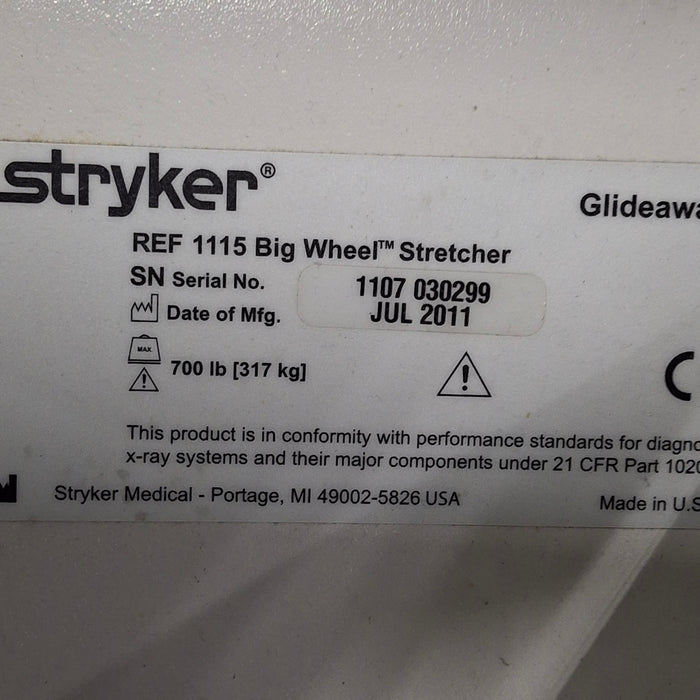 stryker®
Glideawa
REF 1115 Big Wheel™ Stretcher
SN Serial No. 1107 030299
Date of Mfg. JUL 2011
MAX
700 lb [317 kg]
This product is in conformity with performance standards for diagno
x-ray systems and their major components under 21 CFR Part 1020
Stryker Medical - Portage, MI 49002-5826 USA
Made in U.S